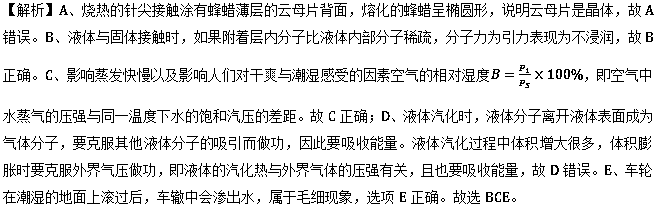 【解析】A、烧热的针尖接触涂有蜂蜡薄层的云母片背面，熔化的蜂蜡呈椭圆形，说明云母片是晶体，故 A
错误。B、液体与固体接触时，如果附着层内分子比液体内部分子稀疏，分子力为引力表现为不浸润，故 B
正确。C、影响蒸发快慢以及影响人们对干爽与潮湿感受的因素空气的相对湿度B = P₁/Pₛ × 100%，即空气中
水蒸气的压强与同一温度下水的饱和汽压的差距。故 C 正确；D、液体汽化时，液体分子离开液体表面成为
气体分子，要克服其他液体分子的吸引而做功，因此要吸收能量。液体汽化过程中体积增大很多，体积膨
胀时要克服外界气压做功，即液体的汽化热与外界气体的压强有关，且也要吸收能量，故 D 错误。E、车轮
在潮湿的地面上滚过后，车辙中会渗出水，属于毛细现象，选项 E 正确。故选 BCE。